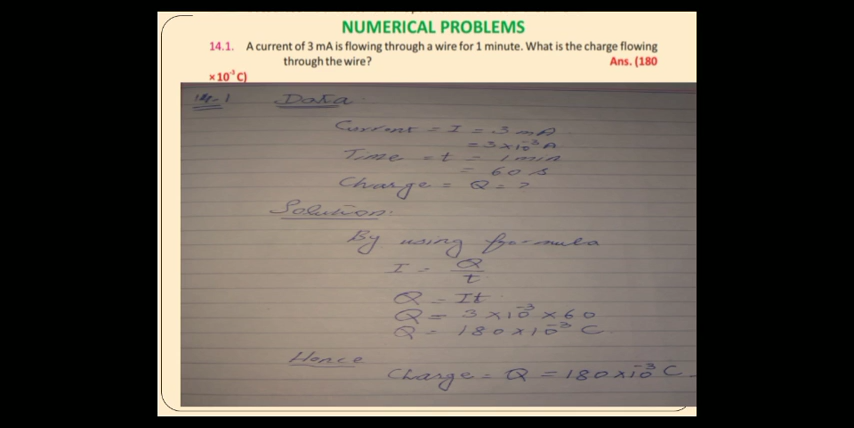 NUMERICAL PROBLEMS
14.1. A current of 3 mA is flowing through a wire for 1 minute. What is the charge flowing
through the wire? Ans. (180
×10⁻³ C)
14-1 Data
Current = I = 3 mA
= 3×10⁻³ A
Time = t = 1 min
= 60 s
Charge = Q = ?
Solution.
By using formula
I = Q/t
Q = It
Q = 3 × 10⁻³ × 60
Q = 180 × 10⁻³ C
Hence
Charge = Q = 180 × 10⁻³ C